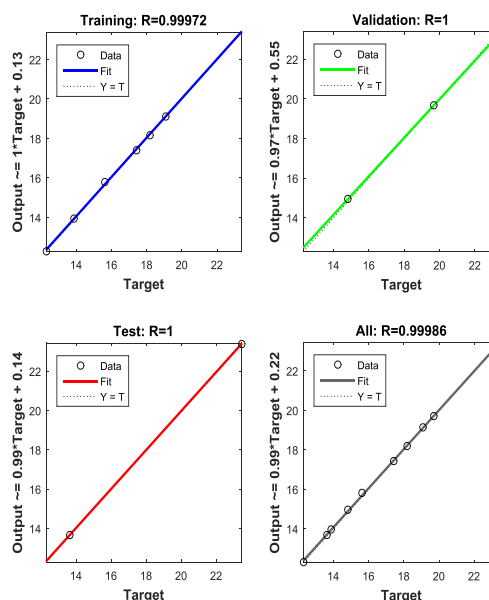 Training: R=0.99972
Output ~= 1*Target + 0.13
22
20
18
16
14
Data
Fit
Y = T
14 16 18 20 22
Target
Validation: R=1
Output ~= 0.97*Target + 0.55
22
20
18
16
14
Data
Fit
Y = T
14 16 18 20 22
Target
Test: R=1
Output ~= 0.99*Target + 0.14
22
20
18
16
14
Data
Fit
Y = T
14 16 18 20 22
Target
All: R=0.99986
Output ~= 0.99*Target + 0.22
22
20
18
16
14
Data
Fit
Y = T
14 16 18 20 22
Target